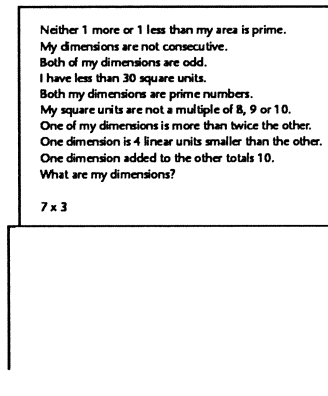 Neither 1 more or 1 less than my area is prime.
My dimensions are not consecutive.
Both of my dimensions are odd.
I have less than 30 square units.
Both my dimensions are prime numbers.
My square units are not a multiple of 8, 9 or 10.
One of my dimensions is more than twice the other.
One dimension is 4 linear units smaller than the other.
One dimension added to the other totals 10.
What are my dimensions?
7 x 3